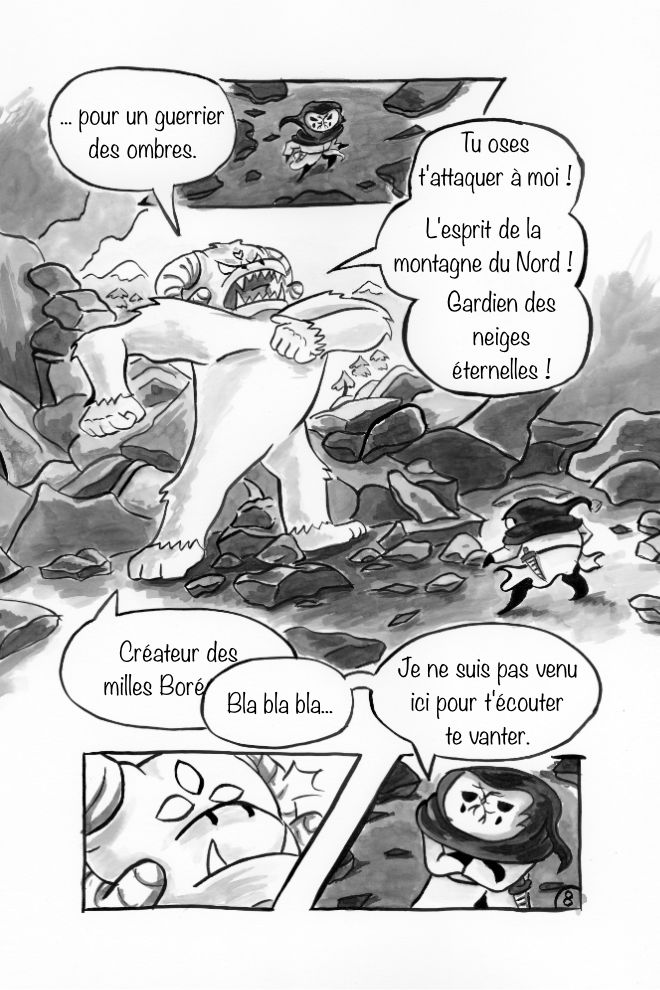 ... pour un guerrier
des ombres.
Tu oses
t'attaquer à moi !
L'esprit de la
montagne du Nord !
Gardien des
neiges
éternelles !
Créateur des
milles Boré
Bla bla bla...
Je ne suis pas venu
ici pour t'écouter
te vanter.
8